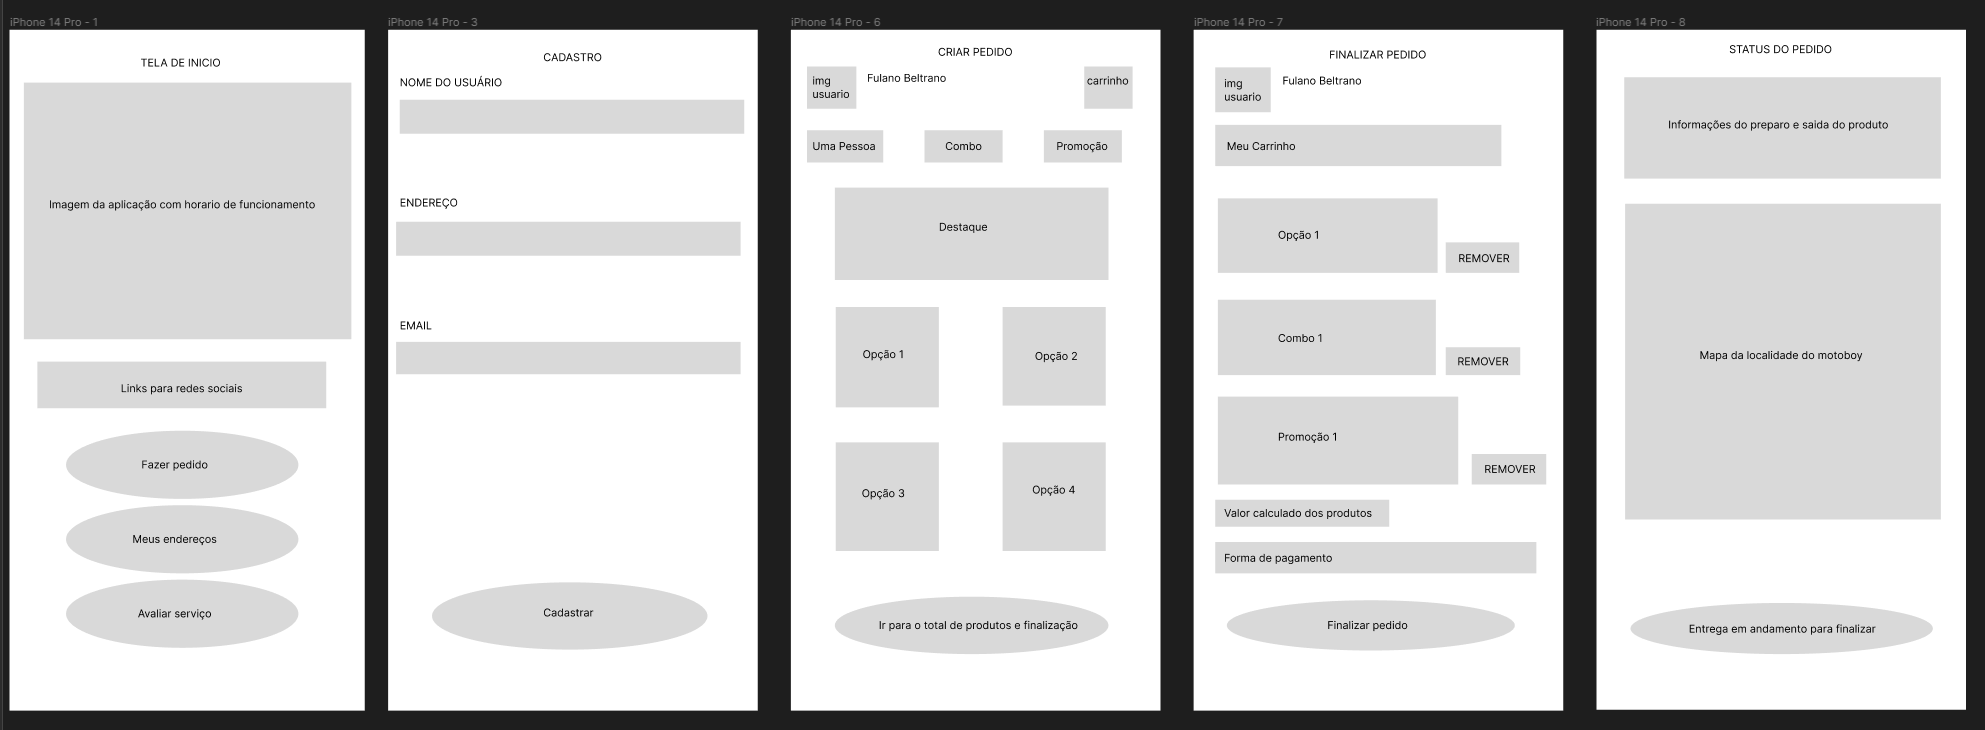 iPhone 14 Pro - 1
TELA DE INICIO
Imagem da aplicação com horario de funcionamento
Links para redes sociais
Fazer pedido
Meus endereços
Avaliar serviço
iPhone 14 Pro - 3
CADASTRO
NOME DO USUÁRIO
ENDEREÇO
EMAIL
Cadastrar
iPhone 14 Pro - 6
CRIAR PEDIDO
img
usuario
Fulano Beltrano
carrinho
Uma Pessoa
Combo
Promoção
Destaque
Opção 1
Opção 2
Opção 3
Opção 4
Ir para o total de produtos e finalização
iPhone 14 Pro - 7
FINALIZAR PEDIDO
img
usuario
Fulano Beltrano
Meu Carrinho
Opção 1
REMOVER
Combo 1
REMOVER
Promoção 1
REMOVER
Valor calculado dos produtos
Forma de pagamento
Finalizar pedido
iPhone 14 Pro - 8
STATUS DO PEDIDO
Informações do preparo e saida do produto
Mapa da localidade do motoboy
Entrega em andamento para finalizar